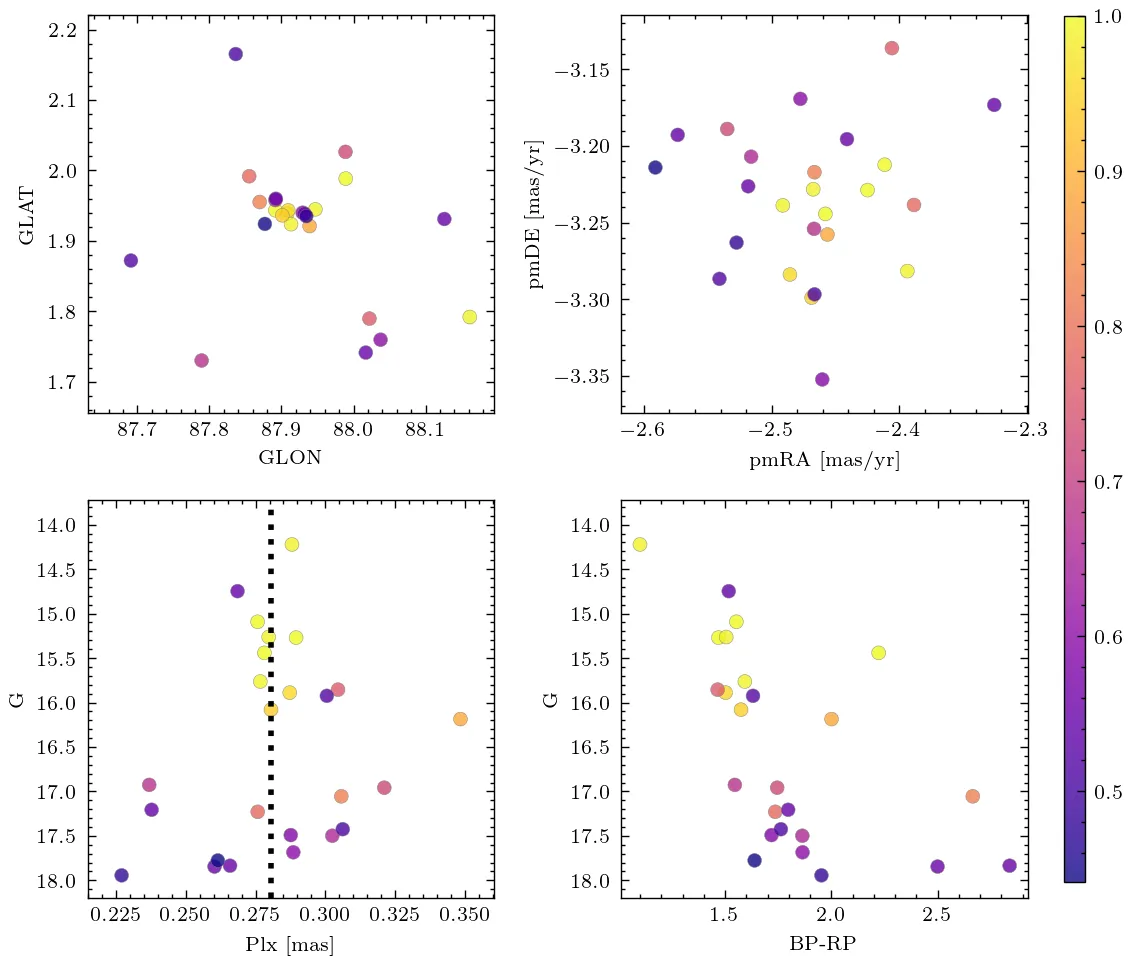 2.2
2.1
2.0
1.9
1.8
1.7
GLAT
87.7 87.8 87.9 88.0 88.1
GLON
−3.15
−3.20
−3.25
−3.30
−3.35
pmDE [mas/yr]
−2.6 −2.5 −2.4 −2.3
pmRA [mas/yr]
14.0
14.5
15.0
15.5
16.0
16.5
17.0
17.5
18.0
G
0.225 0.250 0.275 0.300 0.325 0.350
Plx [mas]
14.0
14.5
15.0
15.5
16.0
16.5
17.0
17.5
18.0
G
1.5 2.0 2.5
BP-RP
1.0
0.9
0.8
0.7
0.6
0.5